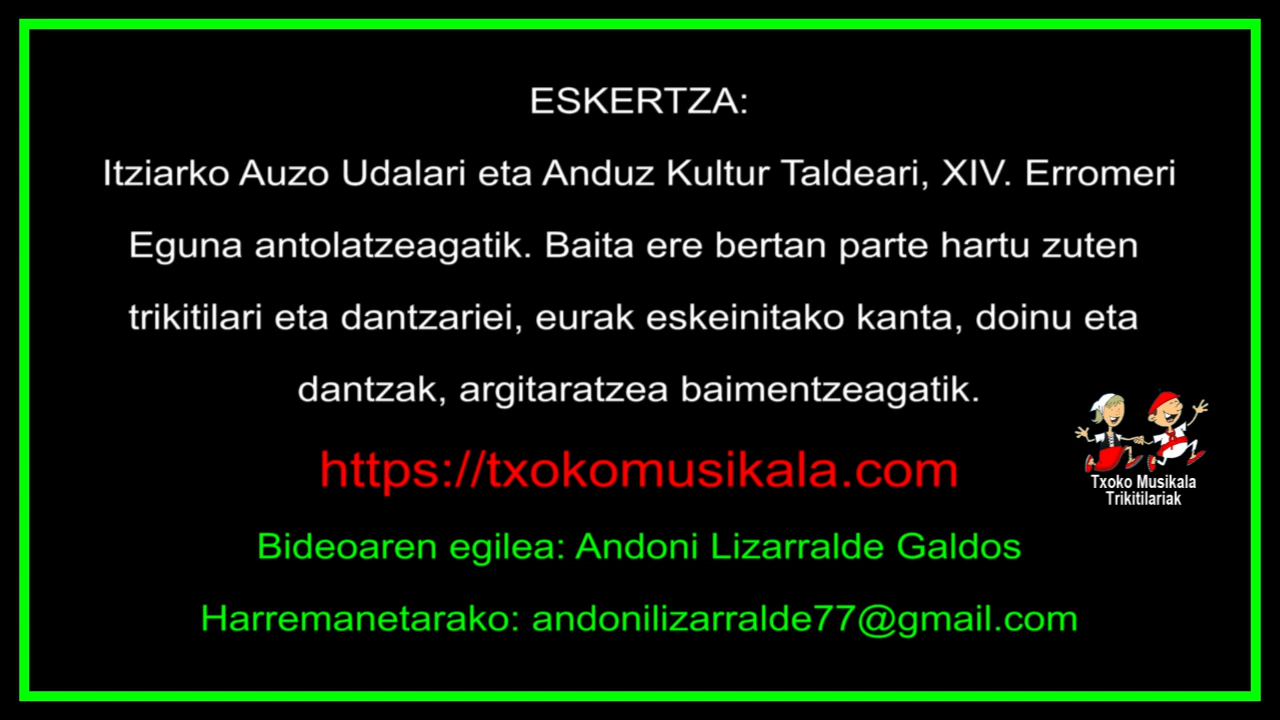 ESKERTZA:
Itziarko Auzo Udalari eta Anduz Kultur Taldeari, XIV. Erromeri
Eguna antolatzeagatik. Baita ere bertan parte hartu zuten
trikitilari eta dantzariei, eurak eskeinitako kanta, doinu eta
dantzak, argitaratzea baimentzeagatik.
https://txokomusikala.com
Txoko Musikala
Trikitilariak
Bideoaren egilea: Andoni Lizarralde Galdos
Harremanetarako: andonilizarralde77@gmail.com